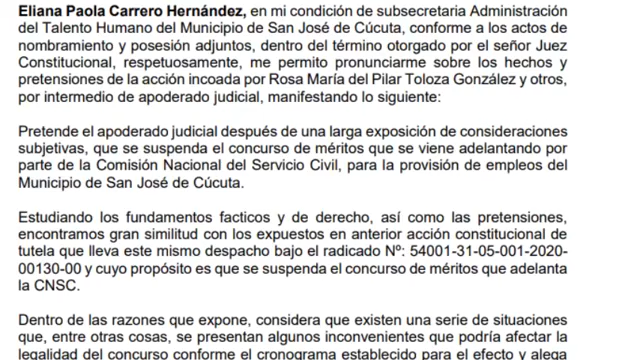 Eliana Paola Carrero Hernández, en mi condición de subsecretaria Administración
del Talento Humano del Municipio de San José de Cúcuta, conforme a los actos de
nombramiento y posesión adjuntos, dentro del término otorgado por el señor Juez
Constitucional, respetuosamente, me permito pronunciarme sobre los hechos y
pretensiones de la acción incoada por Rosa María del Pilar Toloza González y otros,
por intermedio de apoderado judicial, manifestando lo siguiente:
Pretende el apoderado judicial después de una larga exposición de consideraciones
subjetivas, que se suspenda el concurso de méritos que se viene adelantando por
parte de la Comisión Nacional del Servicio Civil, para la provisión de empleos del
Municipio de San José de Cúcuta.
Estudiando los fundamentos facticos y de derecho, así como las pretensiones,
encontramos gran similitud con los expuestos en anterior acción constitucional de
tutela que lleva este mismo despacho bajo el radicado Nº: 54001-31-05-001-2020-
00130-00 y cuyo propósito es que se suspenda el concurso de méritos que adelanta
la CNSC.
Dentro de las razones que expone, considera que existen una serie de situaciones
que, entre otras cosas, se presentan algunos inconvenientes que podría afectar la
legalidad del concurso conforme el cronograma establecido para el efecto y alega